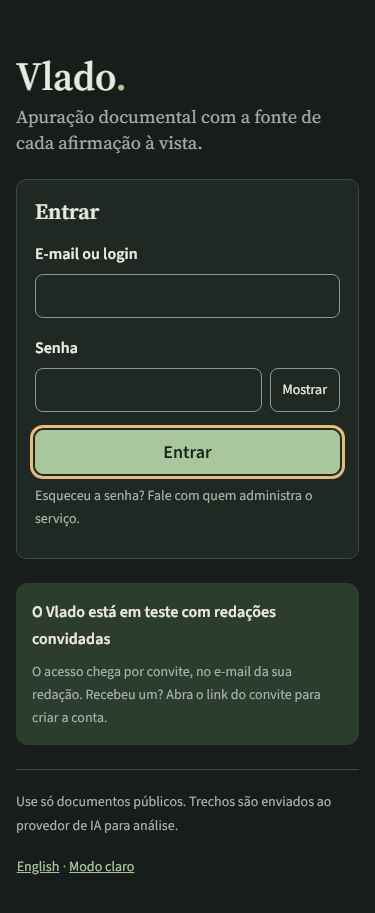 Vlado.
Apuração documental com a fonte de
cada afirmação à vista.
Entrar
E-mail ou login
Senha
Mostrar
Entrar
Esqueceu a senha? Fale com quem administra o
serviço.
O Vlado está em teste com redações
convidadas
O acesso chega por convite, no e-mail da sua
redação. Recebeu um? Abra o link do convite para
criar a conta.
Use só documentos públicos. Trechos são enviados ao
provedor de IA para análise.
English · Modo claro